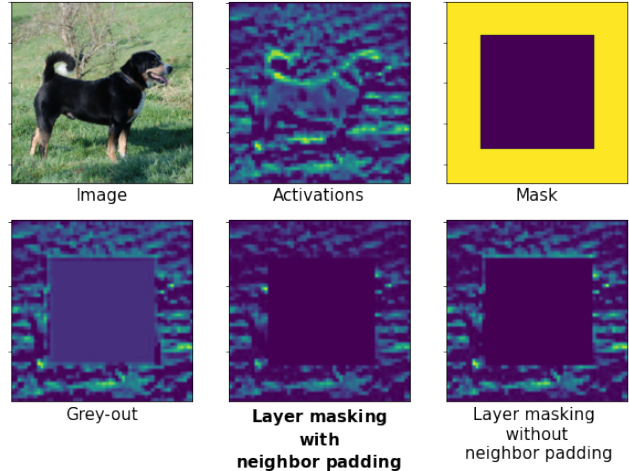 Image
Activations
Mask
Grey-out
Layer masking
with
neighbor padding
Layer masking
without
neighbor padding